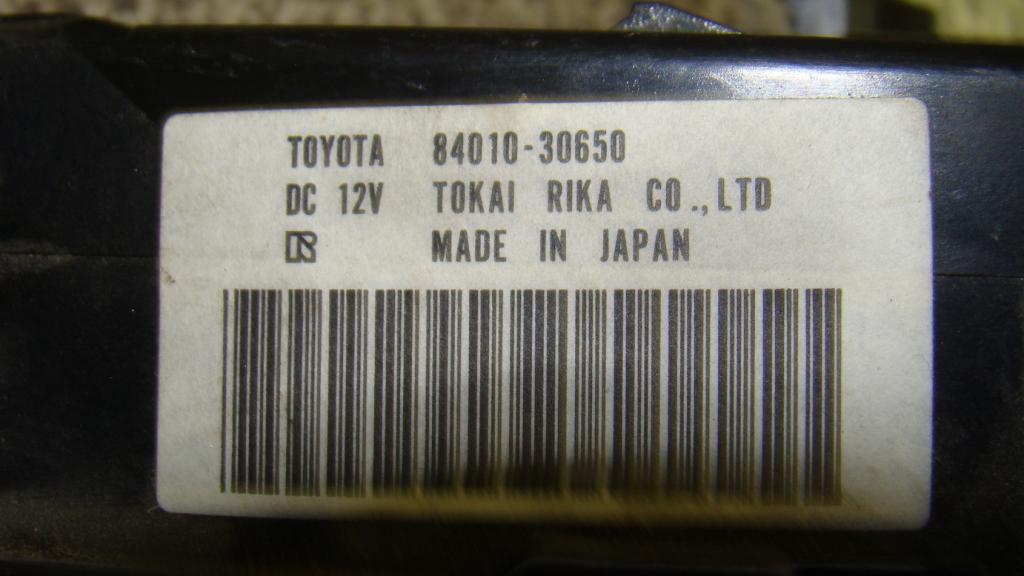 TOYOTA 84010-30650
DC 12V TOKAI RIKA CO.,LTD
MADE IN JAPAN